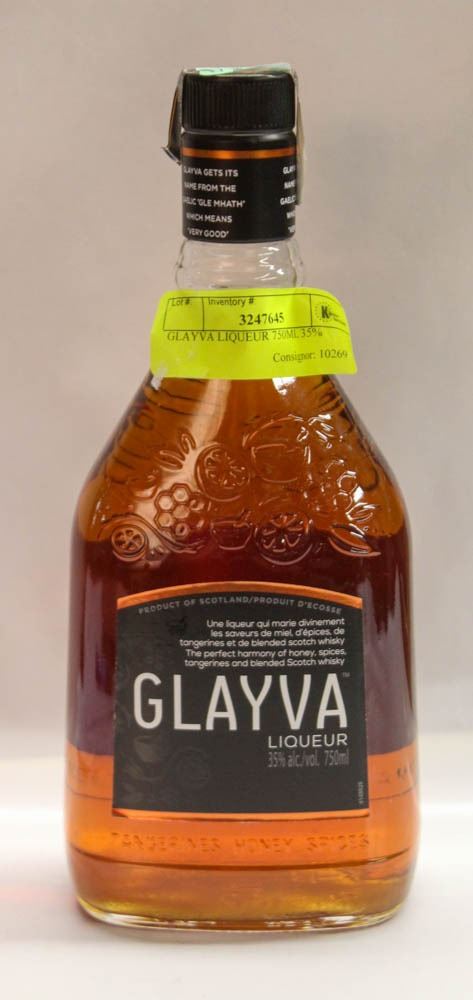 GLAYVA GETS ITS
NAME FROM THE
GAELIC 'GLE MHATH'
WHICH MEANS
'VERY GOOD'
Lot #: Inventory #
3247645
GLAYVA LIQUEUR 750ML 35%
Consignor: 10269
PRODUCT OF SCOTLAND/PRODUIT D'ECOSSE
Une liqueur qui marie divinement
les saveurs de miel, d'épices, de
tangerines et de blended scotch whisky
The perfect harmony of honey, spices,
tangerines and blended Scotch whisky
GLAYVA™
LIQUEUR
35% alc./vol. 750ml
TANGERINES HONEY SPICES